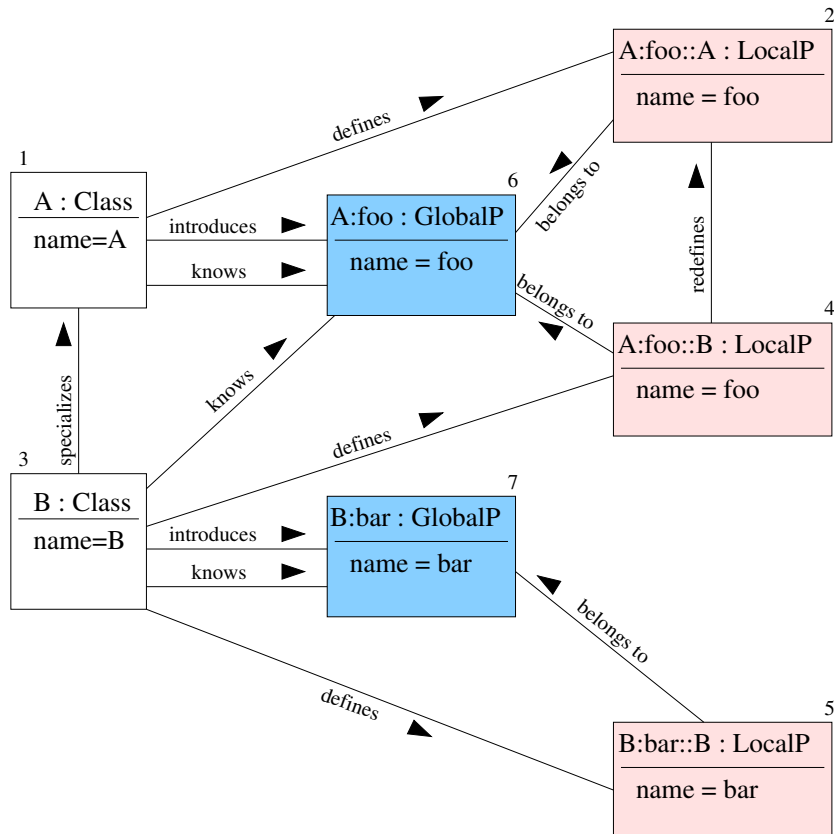 2
A:foo::A : LocalP
name = foo
defines
1
A : Class
name=A
introduces
knows
6
A:foo : GlobalP
name = foo
belongs to
redefines
belongs to
4
A:foo::B : LocalP
name = foo
specializes
knows
defines
3
B : Class
name=B
introduces
knows
7
B:bar : GlobalP
name = bar
belongs to
defines
5
B:bar::B : LocalP
name = bar